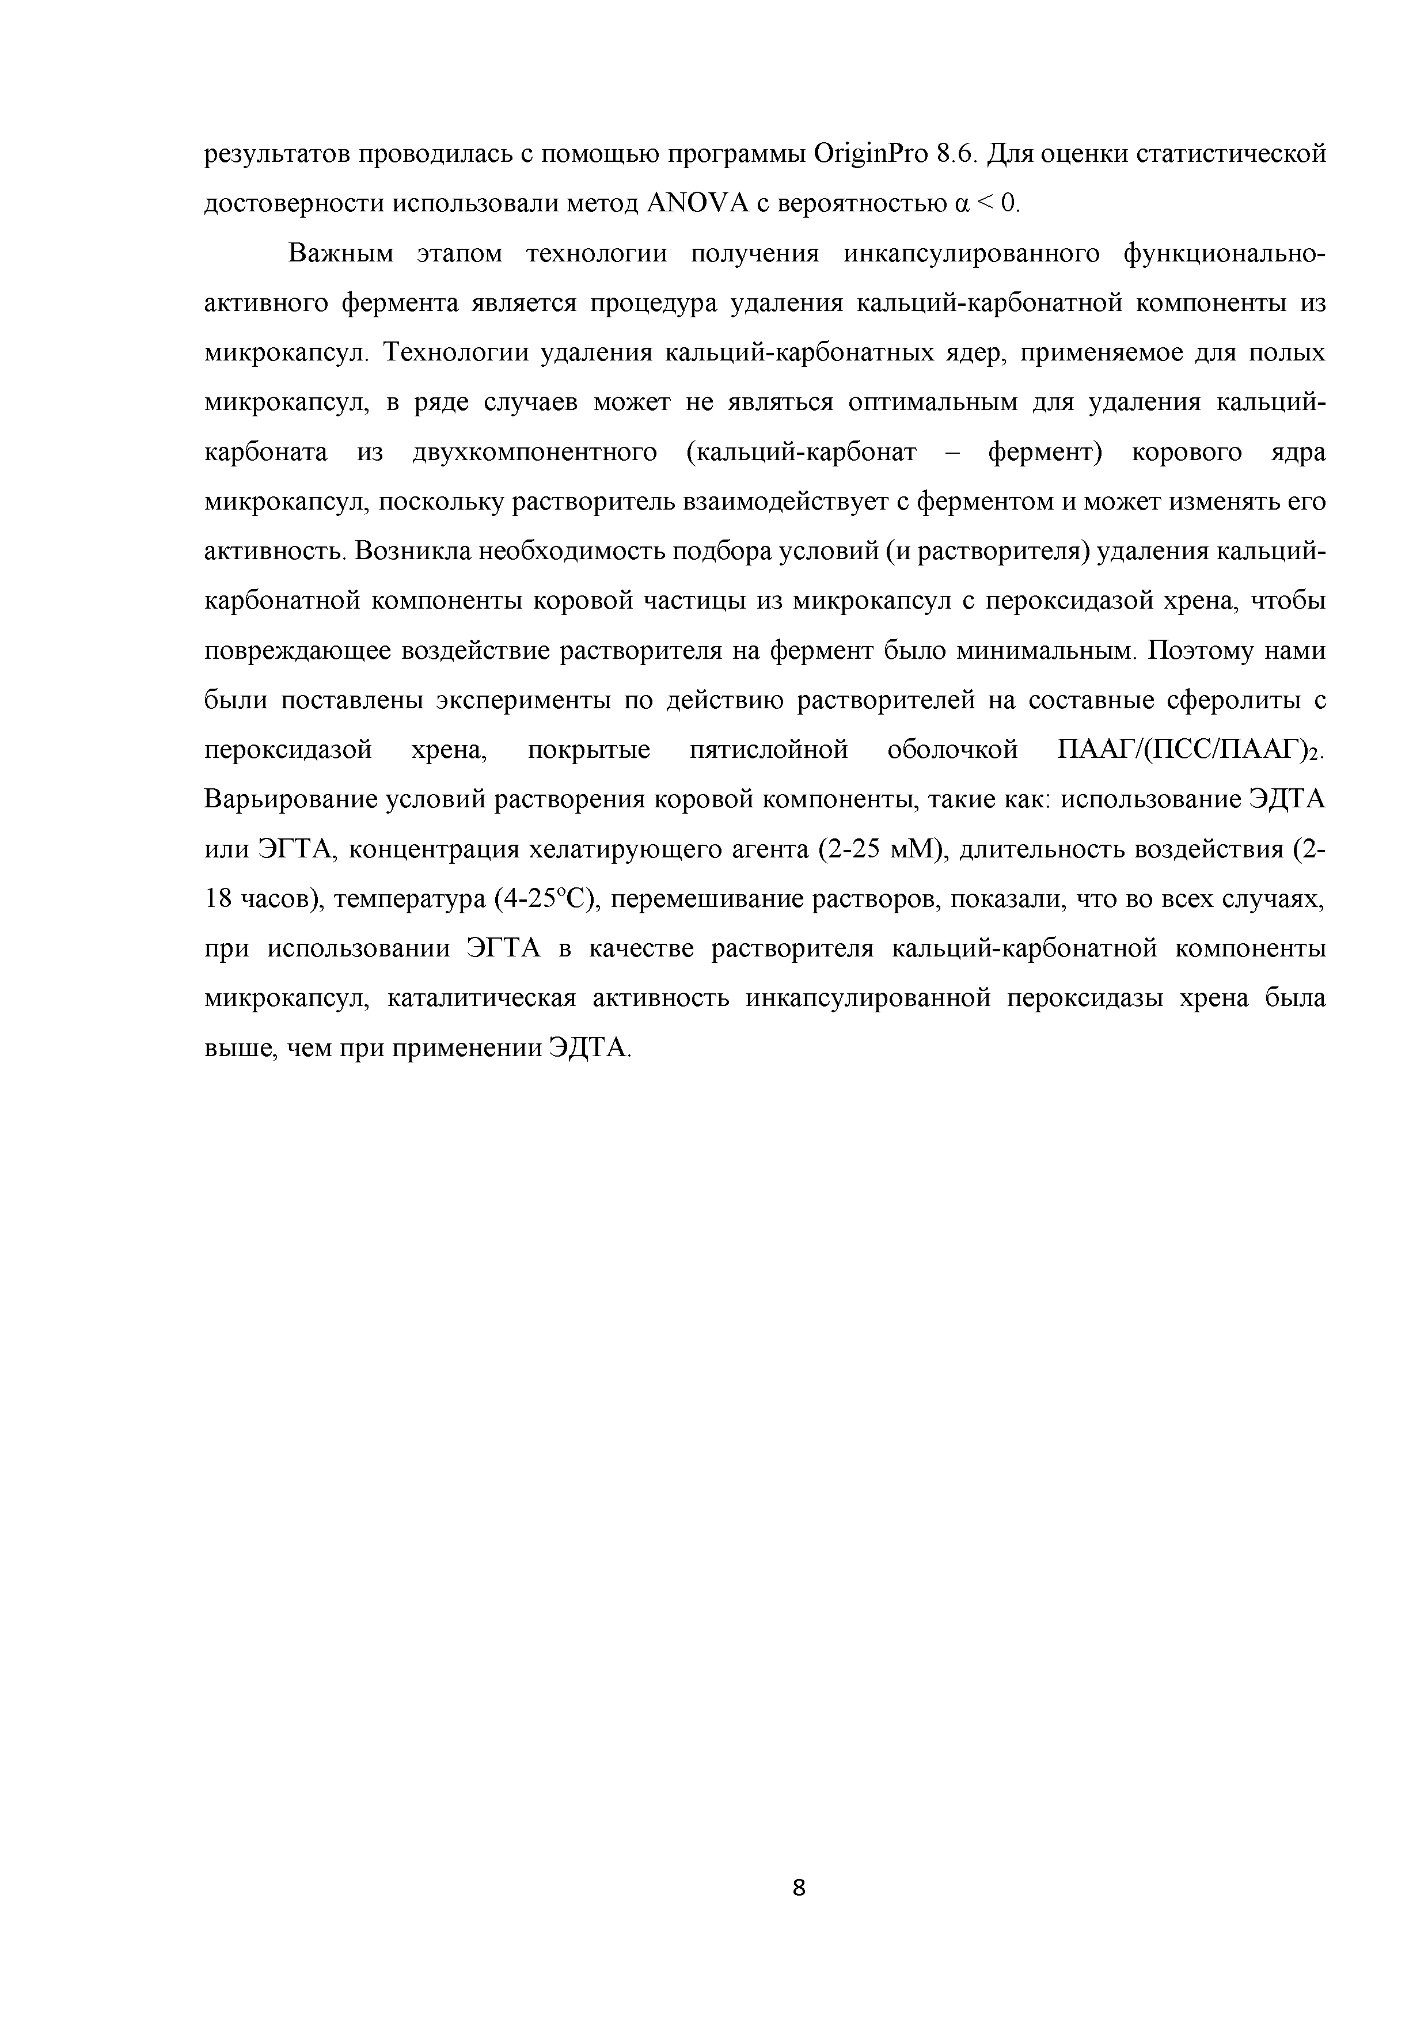 результатов проводилась с помощью программы OriginPro 8.6. Для оценки статистической
достоверности использовали метод ANOVA с вероятностью α < 0.
Важным этапом технологии получения инкапсулированного функционально-
активного фермента является процедура удаления кальций-карбонатной компоненты из
микрокапсул. Технологии удаления кальций-карбонатных ядер, применяемое для полых
микрокапсул, в ряде случаев может не являться оптимальным для удаления кальций-
карбоната из двухкомпонентного (кальций-карбонат – фермент) корового ядра
микрокапсул, поскольку растворитель взаимодействует с ферментом и может изменять его
активность. Возникла необходимость подбора условий (и растворителя) удаления кальций-
карбонатной компоненты коровой частицы из микрокапсул с пероксидазой хрена, чтобы
повреждающее воздействие растворителя на фермент было минимальным. Поэтому нами
были поставлены эксперименты по действию растворителей на составные сферолиты с
пероксидазой хрена, покрытые пятислойной оболочкой ПААГ/(ПСС/ПААГ)₂.
Варьирование условий растворения коровой компоненты, такие как: использование ЭДТА
или ЭГТА, концентрация хелатирующего агента (2-25 мМ), длительность воздействия (2-
18 часов), температура (4-25ºС), перемешивание растворов, показали, что во всех случаях,
при использовании ЭГТА в качестве растворителя кальций-карбонатной компоненты
микрокапсул, каталитическая активность инкапсулированной пероксидазы хрена была
выше, чем при применении ЭДТА.
8